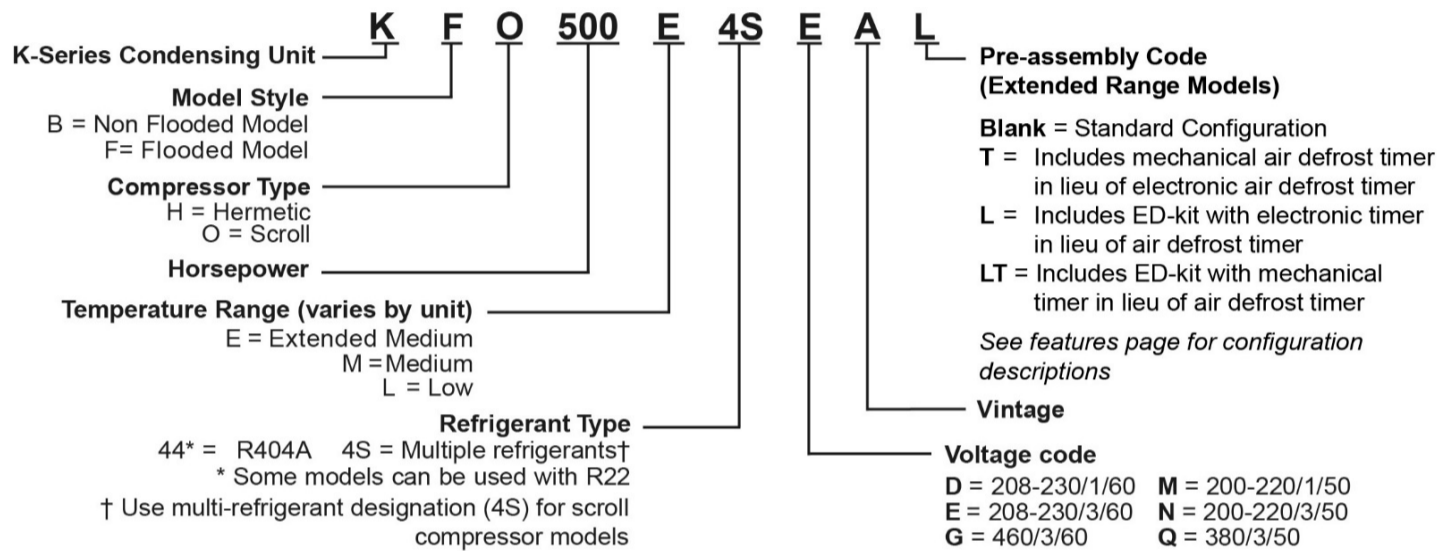 K F O 500 E 4S E A L
K-Series Condensing Unit
Model Style
B = Non Flooded Model
F= Flooded Model
Compressor Type
H = Hermetic
O = Scroll
Horsepower
Temperature Range (varies by unit)
E = Extended Medium
M =Medium
L = Low
Refrigerant Type
44* = R404A 4S = Multiple refrigerants†
* Some models can be used with R22
† Use multi-refrigerant designation (4S) for scroll
compressor models
Pre-assembly Code
(Extended Range Models)
Blank = Standard Configuration
T = Includes mechanical air defrost timer
in lieu of electronic air defrost timer
L = Includes ED-kit with electronic timer
in lieu of air defrost timer
LT = Includes ED-kit with mechanical
timer in lieu of air defrost timer
See features page for configuration
descriptions
Vintage
Voltage code
D = 208-230/1/60 M = 200-220/1/50
E = 208-230/3/60 N = 200-220/3/50
G = 460/3/60 Q = 380/3/50